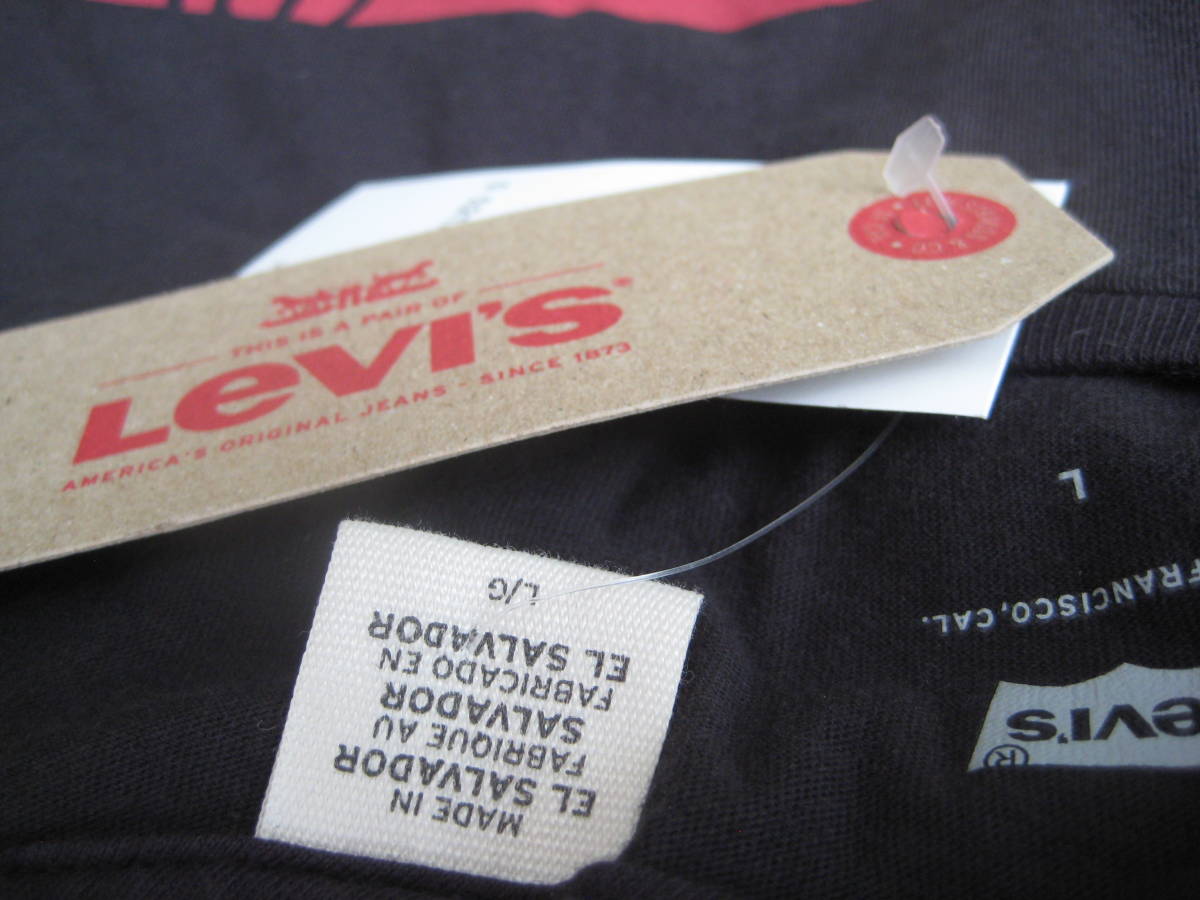 THIS IS A PAIR OF
Levi's
AMERICA'S ORIGINAL JEANS - SINCE 1873
& CO
MADE IN
EL SALVADOR
FABRIQUE AU
SALVADOR
FABRICADO EN
EL SALVADOR
L/G
evi's®
FRANCISCO, CAL.
L